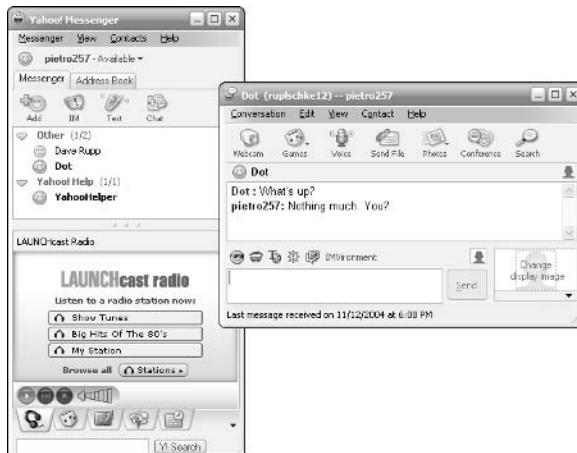 Yahoo! Messenger
Messenger View Contacts Help
pietro257 - Available
Messenger Address Book
Add IM Text Chat
Other (1/2)
Dave Rupp
Dot
Yahoo! Help (1/1)
YahooHelper
LAUNCHcast Radio
LAUNCHcast radio
Listen to a radio station now:
Show Tunes
Big Hits Of The 80's
My Station
Browse all Stations
Y! Search
Dot (ruplschke12) -- pietro257
Conversation Edit View Contact Help
Webcam Games Voice Send File Photos Conference Search
Dot
Dot : What's up?
pietro257: Nothing much. You?
IMVironment
Send
Change
display image
Last message received on 11/12/2004 at 6:08 PM